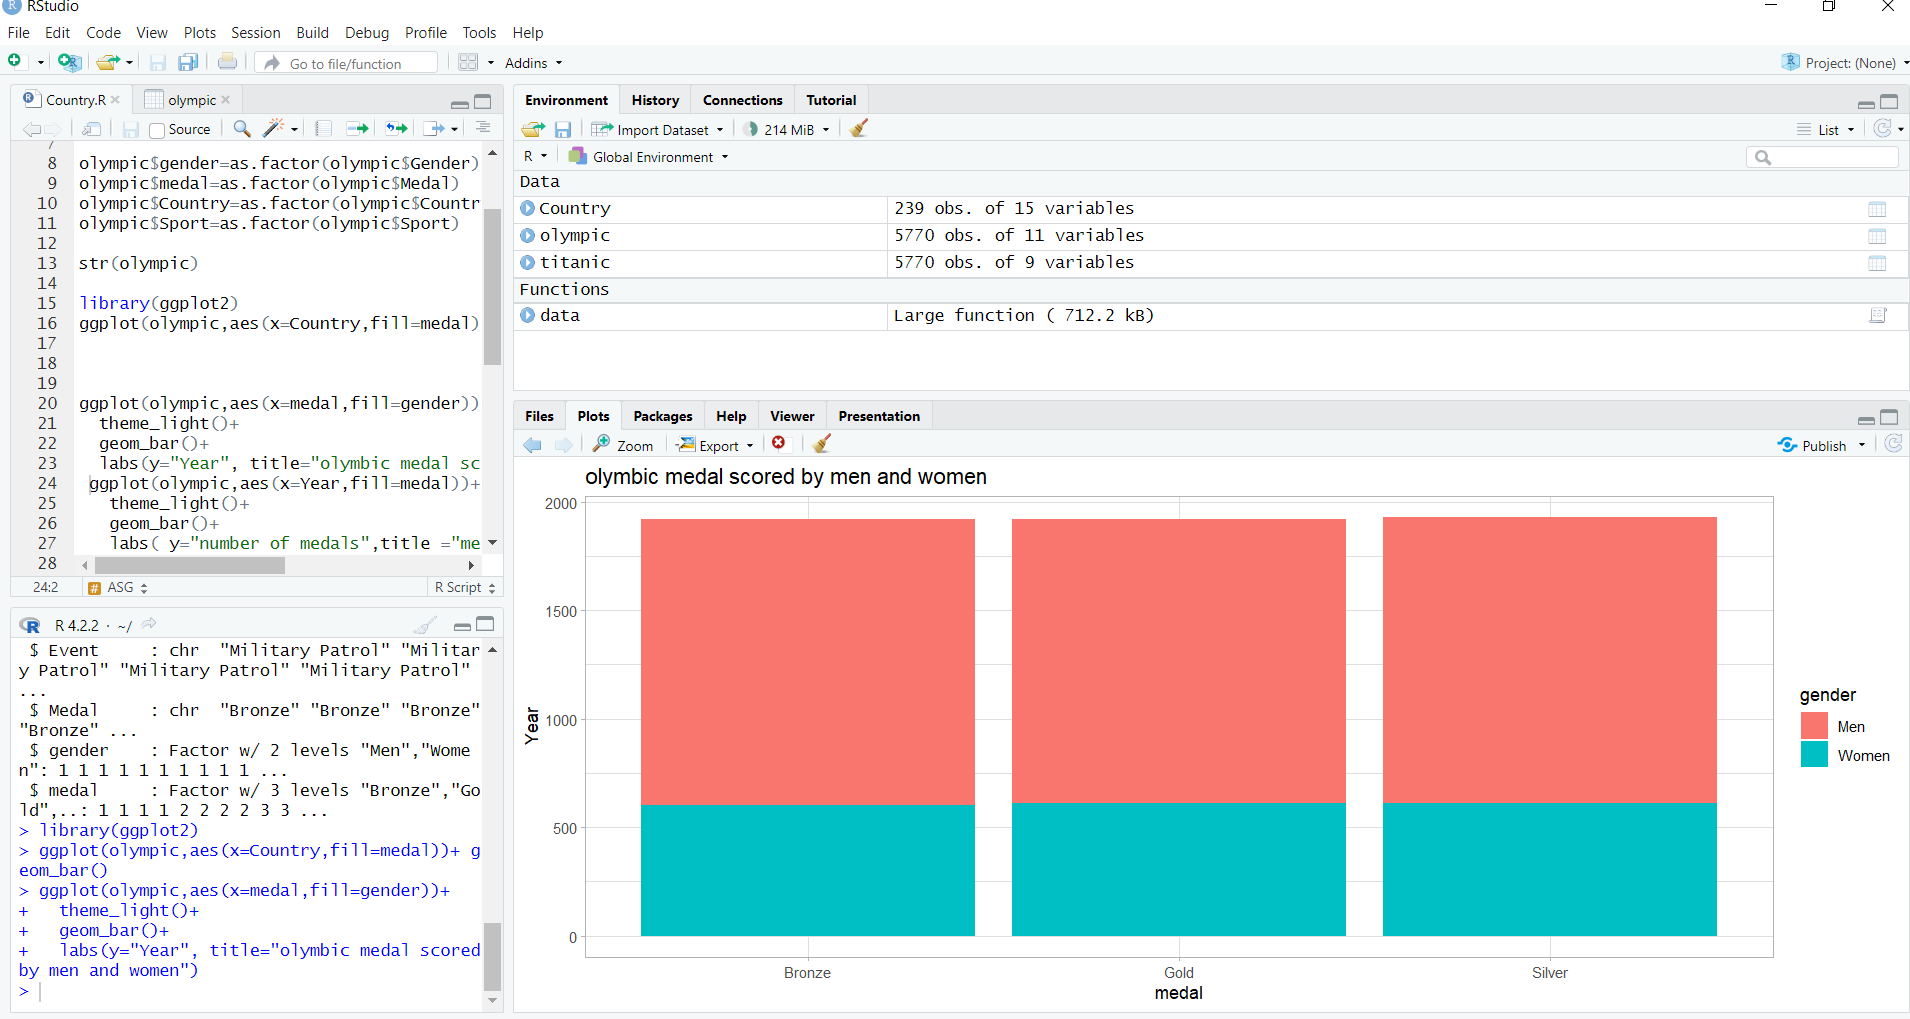 RStudio
File Edit Code View Plots Session Build Debug Profile Tools Help
Go to file/function Addins Project: (None)
Country.R olympic
Source
7
8 olympic$gender=as.factor(olympic$Gender)
9 olympic$medal=as.factor(olympic$Medal)
10 olympic$Country=as.factor(olympic$Countr
11 olympic$Sport=as.factor(olympic$Sport)
12
13 str(olympic)
14
15 library(ggplot2)
16 ggplot(olympic,aes(x=Country,fill=medal)
17
18
19
20 ggplot(olympic,aes(x=medal,fill=gender))
21 theme_light()+
22 geom_bar()+
23 labs(y="Year", title="olymbic medal sc
24 ggplot(olympic,aes(x=Year,fill=medal))+
25 theme_light()+
26 geom_bar()+
27 labs( y="number of medals",title ="me
28
24:2 # ASG R Script
R R 4.2.2 · ~/
$ Event : chr "Military Patrol" "Militar
y Patrol" "Military Patrol" "Military Patrol"
...
$ Medal : chr "Bronze" "Bronze" "Bronze"
"Bronze" ...
$ gender : Factor w/ 2 levels "Men","Wome
n": 1 1 1 1 1 1 1 1 1 1 ...
$ medal : Factor w/ 3 levels "Bronze","Go
ld",..: 1 1 1 1 2 2 2 2 3 3 ...
> library(ggplot2)
> ggplot(olympic,aes(x=Country,fill=medal))+ g
eom_bar()
> ggplot(olympic,aes(x=medal,fill=gender))+
+ theme_light()+
+ geom_bar()+
+ labs(y="Year", title="olymbic medal scored
by men and women")
>
Environment History Connections Tutorial
Import Dataset 214 MiB List
R Global Environment
Data
Country 239 obs. of 15 variables
olympic 5770 obs. of 11 variables
titanic 5770 obs. of 9 variables
Functions
data Large function ( 712.2 kB)
Files Plots Packages Help Viewer Presentation
Zoom Export Publish
olymbic medal scored by men and women
2000
1500
1000
500
0
Year
Bronze Gold Silver
medal
gender
Men
Women